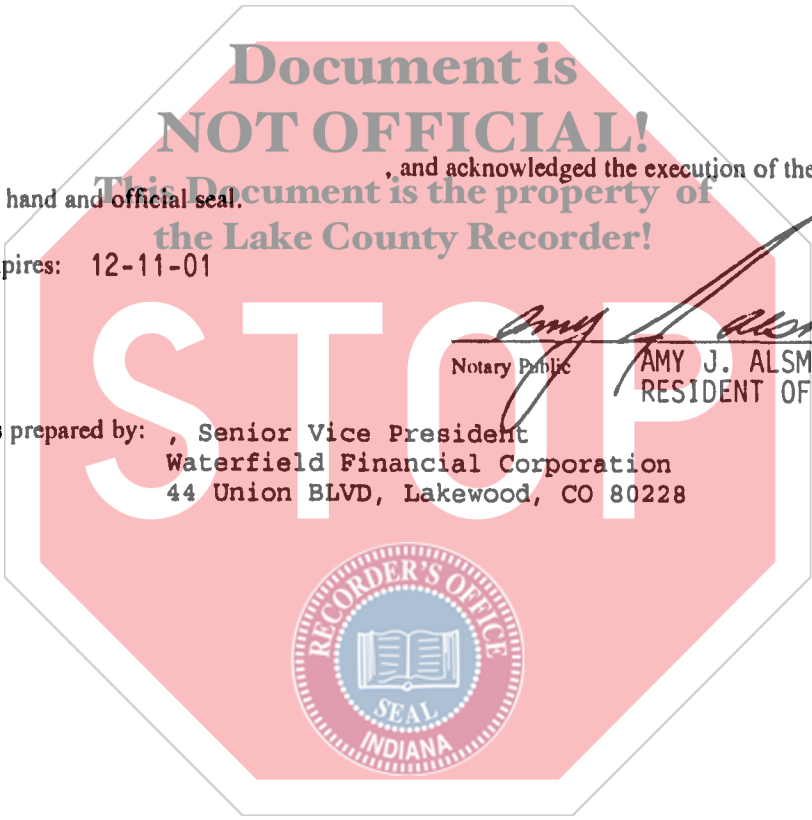 Document is
NOT OFFICIAL!
, and acknowledged the execution of the
This Document is the property of
hand and official seal.
the Lake County Recorder!
pires: 12-11-01
STOP
Amy J
Notary Public AMY J. ALSM
RESIDENT OF
s prepared by: , Senior Vice President
Waterfield Financial Corporation
44 Union BLVD, Lakewood, CO 80228
RECORDER'S OFFICE
SEAL
INDIANA